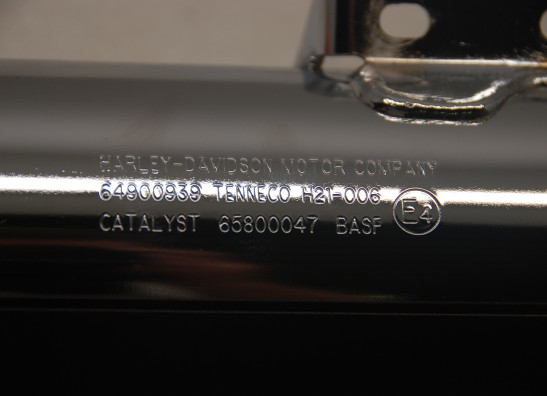 HARLEY-DAVIDSON MOTOR COMPANY
64900939 TENNECO H21-006
CATALYST 65800047 BASF E4